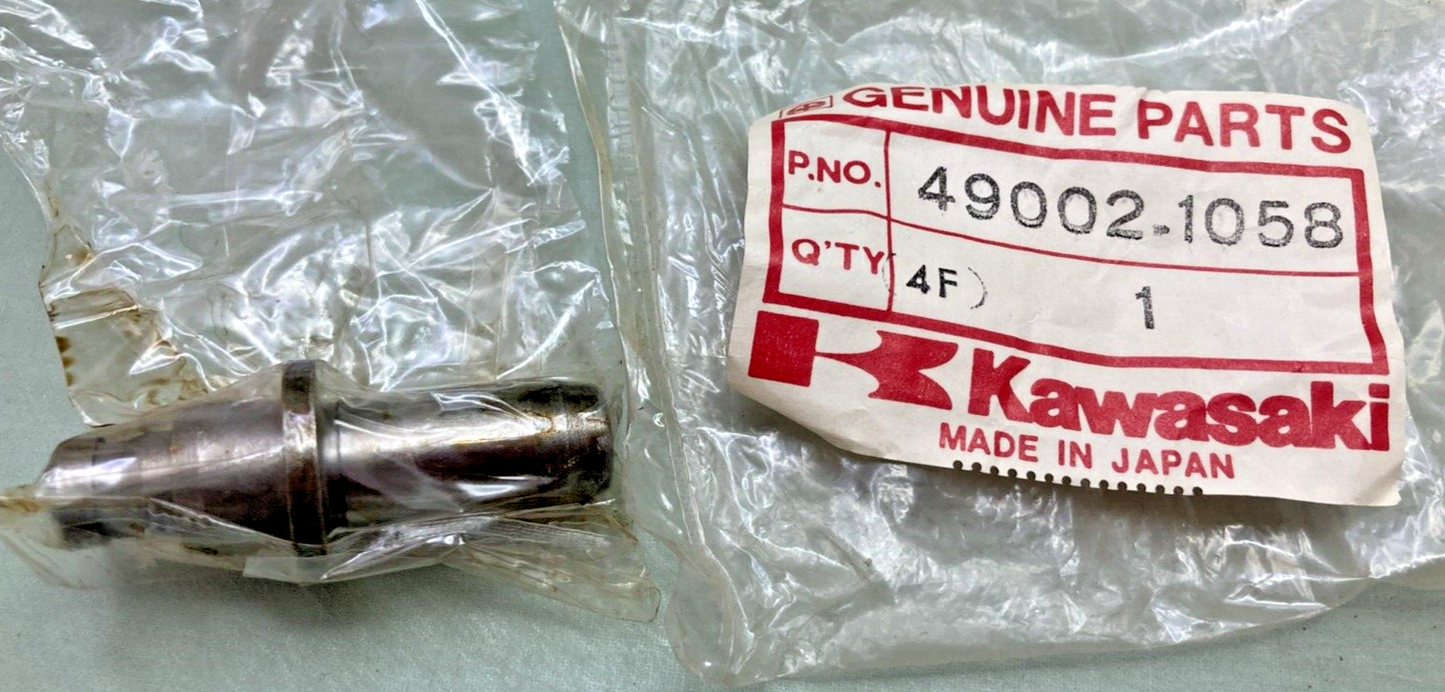 GENUINE PARTS
P.NO. 49002-1058
Q'TY (4F) 1
Kawasaki
MADE IN JAPAN